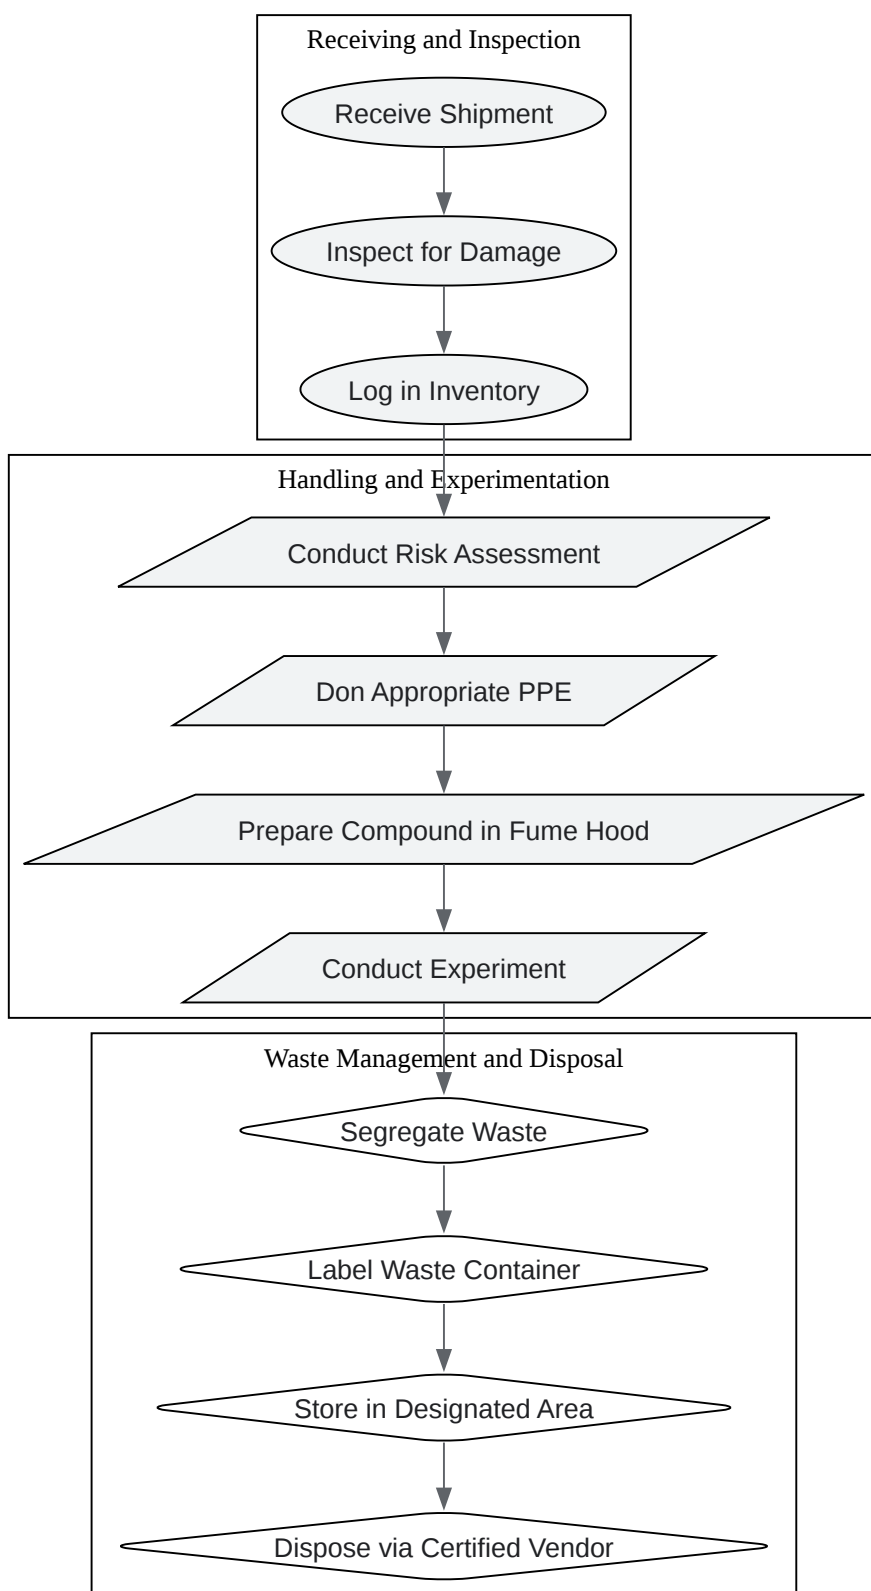 Receiving and Inspection
Receive Shipment
Inspect for Damage
Log in Inventory
Handling and Experimentation
Conduct Risk Assessment
Don Appropriate PPE
Prepare Compound in Fume Hood
Conduct Experiment
Waste Management and Disposal
Segregate Waste
Label Waste Container
Store in Designated Area
Dispose via Certified Vendor